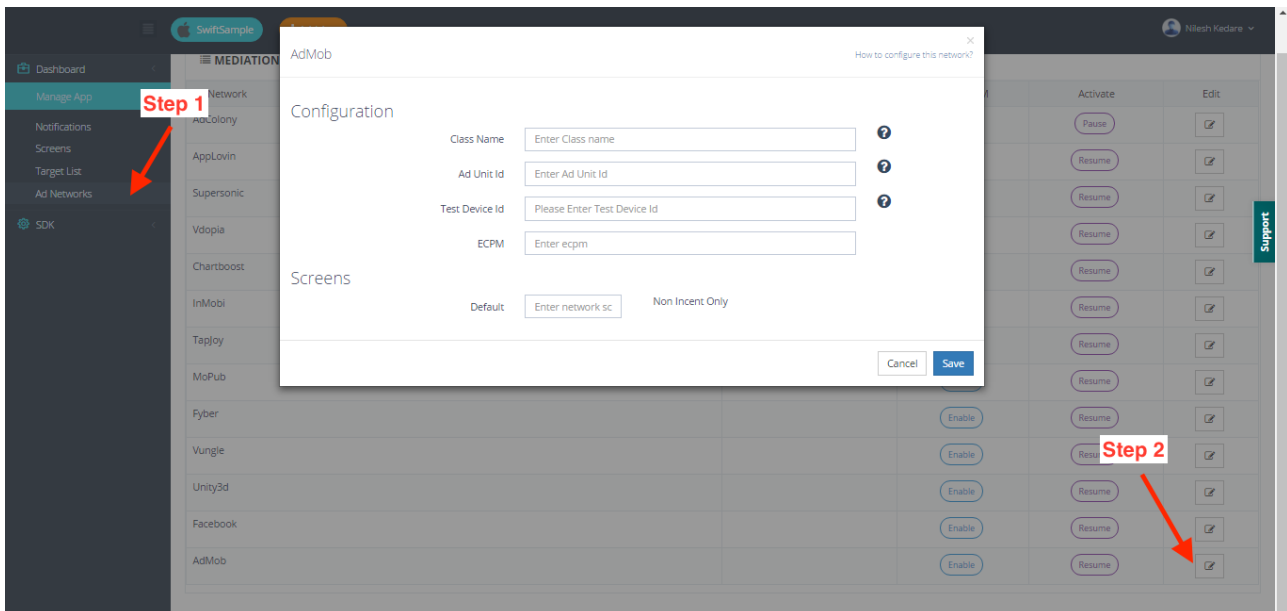 SwiftSample
Nilesh Kedare
Dashboard
Manage App
Notifications
Screens
Target List
Ad Networks
SDK
Step 1
MEDIATION
Network
Activate
Edit
AdColony
Pause
AppLovin
Resume
Supersonic
Resume
Vdopia
Resume
Chartboost
Resume
InMobi
Resume
TapJoy
Resume
MoPub
Resume
Fyber
Enable
Resume
Vungle
Enable
Unity3d
Enable
Resume
Facebook
Enable
Resume
AdMob
Enable
Resume
Step 2
Support
AdMob
×
How to configure this network?
Configuration
Class Name
Enter Class name
Ad Unit Id
Enter Ad Unit Id
Test Device Id
Please Enter Test Device Id
ECPM
Enter ecpm
Screens
Default
Enter network sc
Non Incent Only
Cancel
Save